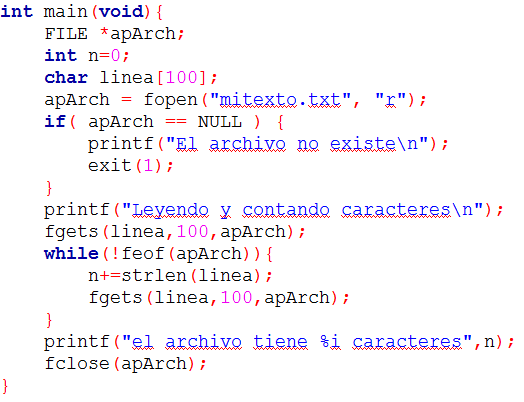 int main(void){
FILE *apArch;
int n=0;
char linea[100];
apArch = fopen("mitexto.txt", "r");
if( apArch == NULL ) {
printf("El archivo no existe\n");
exit(1);
}
printf("Leyendo y contando caracteres\n");
fgets(linea,100,apArch);
while(!feof(apArch)){
n+=strlen(linea);
fgets(linea,100,apArch);
}
printf("el archivo tiene %i caracteres",n);
fclose(apArch);
}